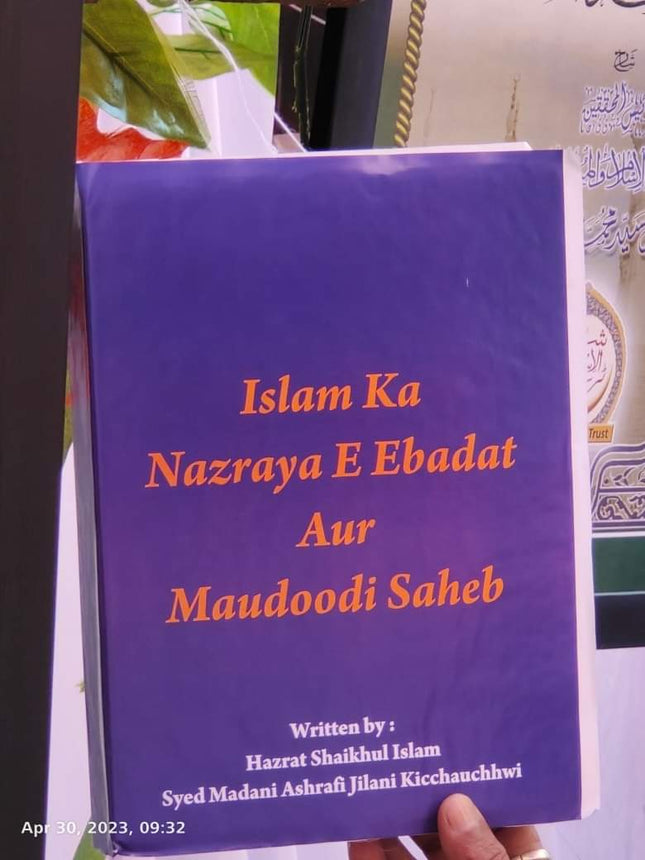 Islam Ka
Nazraya E Ebadat
Aur
Maudoodi Saheb
Written by :
Hazrat Shaikhul Islam
Syed Madani Ashrafi Jilani Kicchauchhwi
Trust
Apr 30, 2023, 09:32